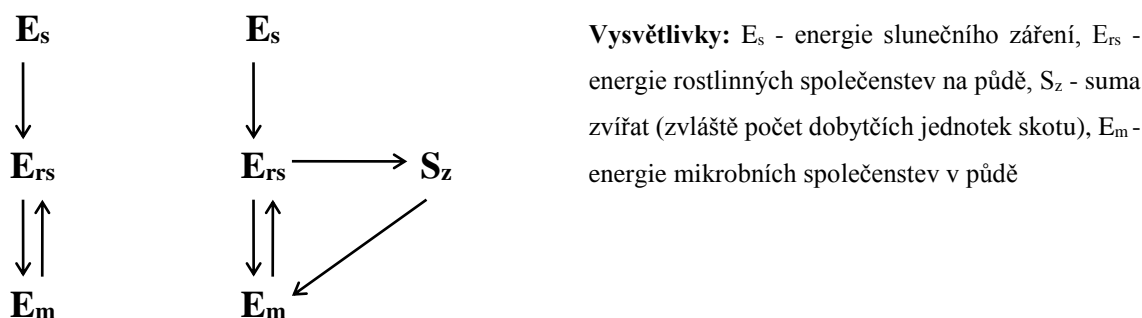 Es Es
Ers Ers Sz
Em Em
Vysvětlivky: Es - energie slunečního záření, Ers -
energie rostlinných společenstev na půdě, Sz - suma
zvířat (zvláště počet dobytčích jednotek skotu), Em -
energie mikrobních společenstev v půdě